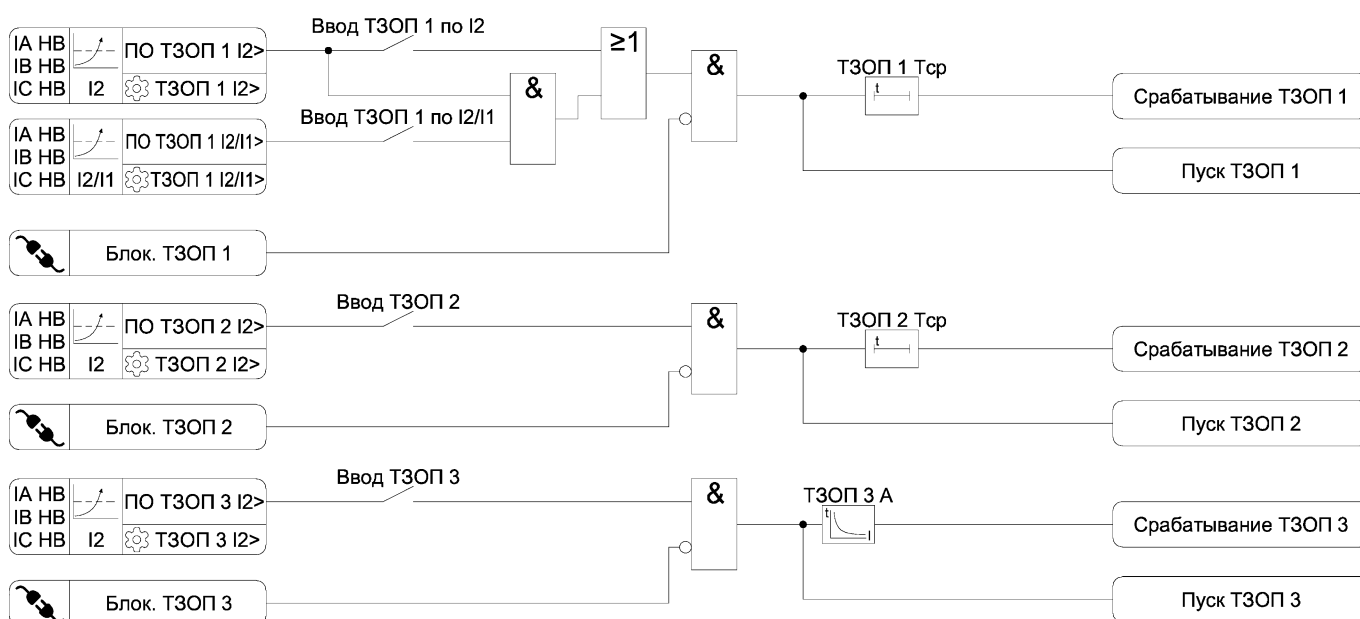 Ввод ТЗОП 1 по I2
IA НВ
IB НВ
IC НВ
I2
ПО ТЗОП 1 I2>
ТЗОП 1 I2>
≥1
&
&
ТЗОП 1 Тср
t
Срабатывание ТЗОП 1
Ввод ТЗОП 1 по I2/I1
IA НВ
IB НВ
IC НВ
I2/I1
ПО ТЗОП 1 I2/I1>
ТЗОП 1 I2/I1>
Пуск ТЗОП 1
Блок. ТЗОП 1
Ввод ТЗОП 2
IA НВ
IB НВ
IC НВ
I2
ПО ТЗОП 2 I2>
ТЗОП 2 I2>
&
ТЗОП 2 Тср
t
Срабатывание ТЗОП 2
Блок. ТЗОП 2
Пуск ТЗОП 2
Ввод ТЗОП 3
IA НВ
IB НВ
IC НВ
I2
ПО ТЗОП 3 I2>
ТЗОП 3 I2>
&
ТЗОП 3 А
t
I
Срабатывание ТЗОП 3
Блок. ТЗОП 3
Пуск ТЗОП 3